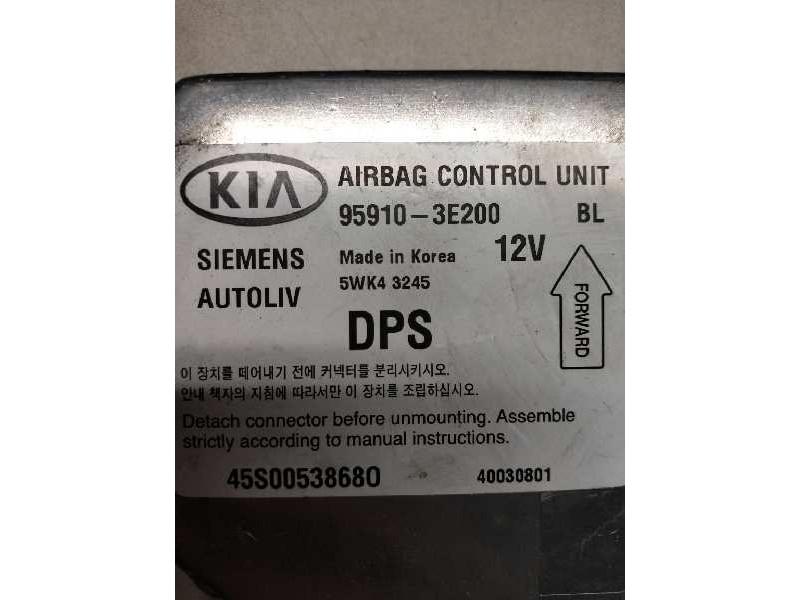 KIA
AIRBAG CONTROL UNIT
95910-3E200 BL
SIEMENS
AUTOLIV
Made in Korea 12V
5WK4 3245
FORWARD
DPS
이 장치를 떼어내기 전에 커넥터를 분리시키시오.
안내 책자의 지침에 따라서만 이 장치를 조립하십시오.
Detach connector before unmounting. Assemble
strictly according to manual instructions.
45S00538680 40030801